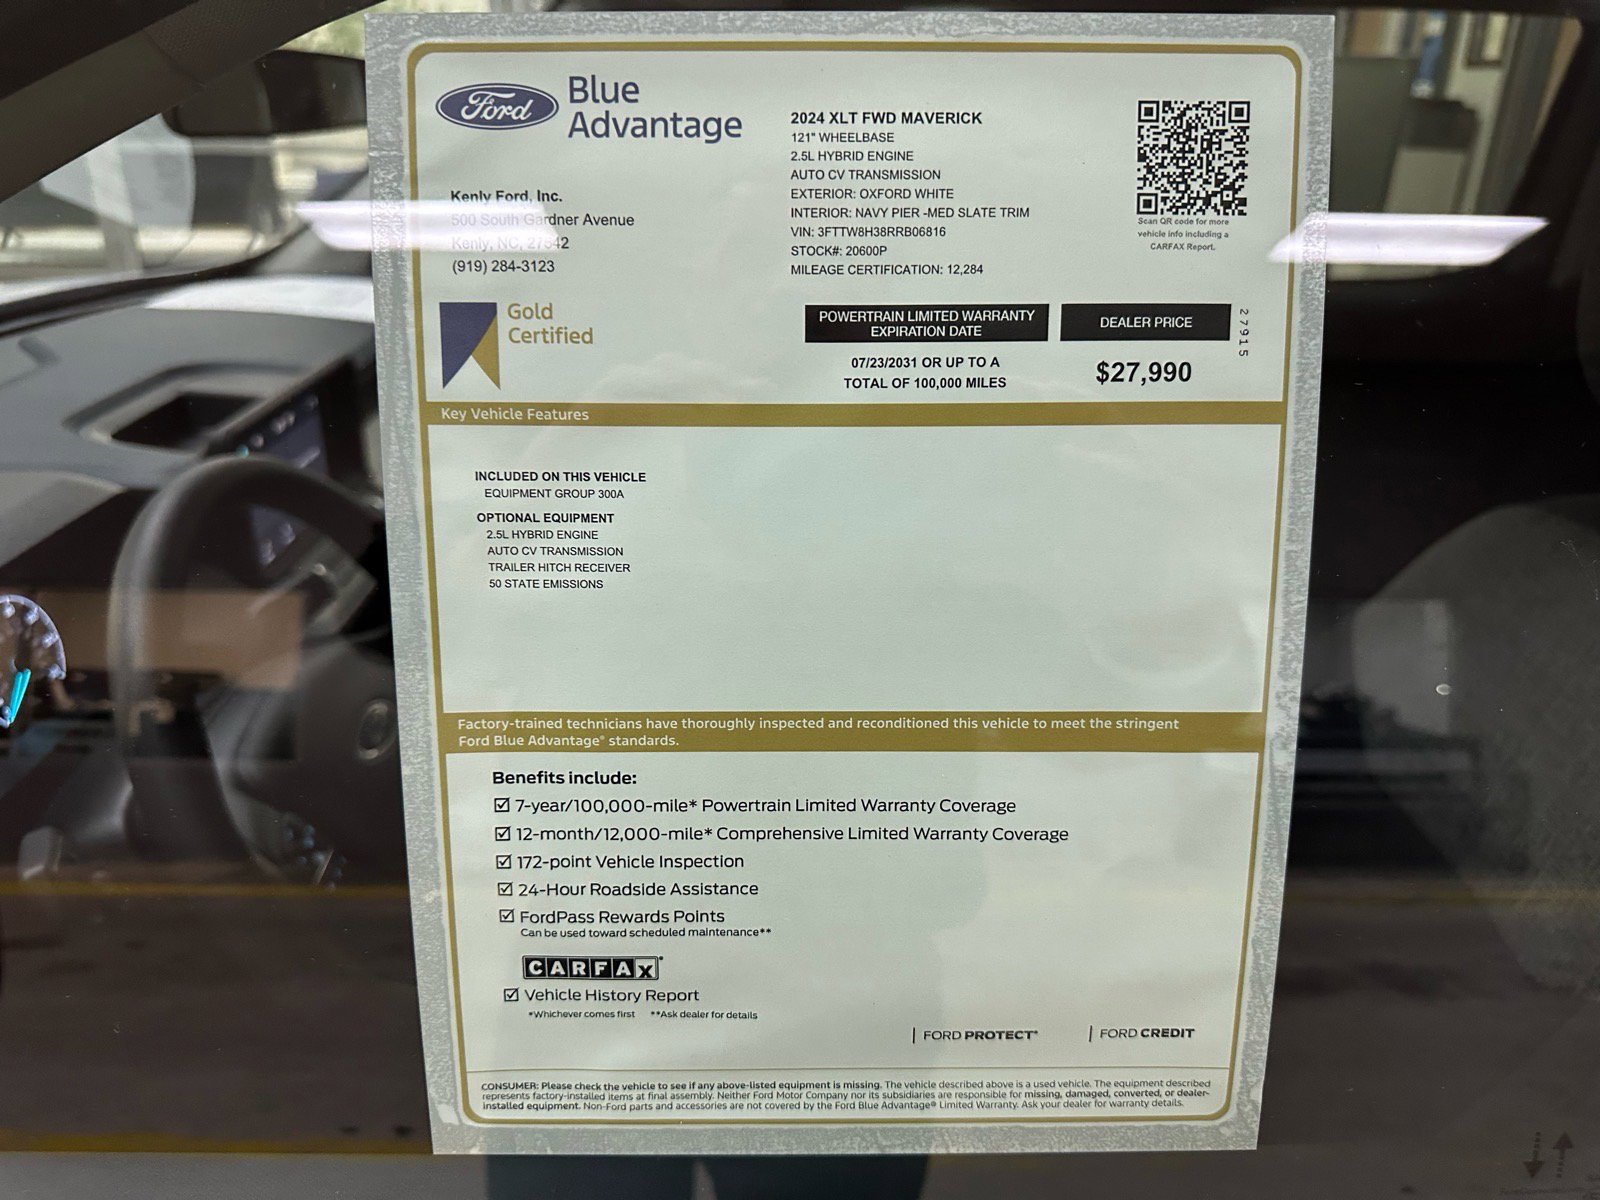 Ford
Blue
Advantage
Kenly Ford, Inc.
500 South Gardner Avenue
Kenly, NC, 27542
(919) 284-3123
2024 XLT FWD MAVERICK
121" WHEELBASE
2.5L HYBRID ENGINE
AUTO CV TRANSMISSION
EXTERIOR: OXFORD WHITE
INTERIOR: NAVY PIER -MED SLATE TRIM
VIN: 3FTTW8H38RRB06816
STOCK#: 20600P
MILEAGE CERTIFICATION: 12,284
Scan QR code for more
vehicle info including a
CARFAX Report.
Gold
Certified
POWERTRAIN LIMITED WARRANTY
EXPIRATION DATE
07/23/2031 OR UP TO A
TOTAL OF 100,000 MILES
DEALER PRICE
$27,990
27915
Key Vehicle Features
INCLUDED ON THIS VEHICLE
EQUIPMENT GROUP 300A
OPTIONAL EQUIPMENT
2.5L HYBRID ENGINE
AUTO CV TRANSMISSION
TRAILER HITCH RECEIVER
50 STATE EMISSIONS
Factory-trained technicians have thoroughly inspected and reconditioned this vehicle to meet the stringent
Ford Blue Advantage® standards.
Benefits include:
☑ 7-year/100,000-mile* Powertrain Limited Warranty Coverage
☑ 12-month/12,000-mile* Comprehensive Limited Warranty Coverage
☑ 172-point Vehicle Inspection
☑ 24-Hour Roadside Assistance
☑ FordPass Rewards Points
Can be used toward scheduled maintenance**
CARFAX
☑ Vehicle History Report
*Whichever comes first **Ask dealer for details
FORD PROTECT®
FORD CREDIT
CONSUMER: Please check the vehicle to see if any above-listed equipment is missing. The vehicle described above is a used vehicle. The equipment described
represents factory-installed items at final assembly. Neither Ford Motor Company nor its subsidiaries are responsible for missing, damaged, converted, or dealer-
installed equipment. Non-Ford parts and accessories are not covered by the Ford Blue Advantage® Limited Warranty. Ask your dealer for warranty details.